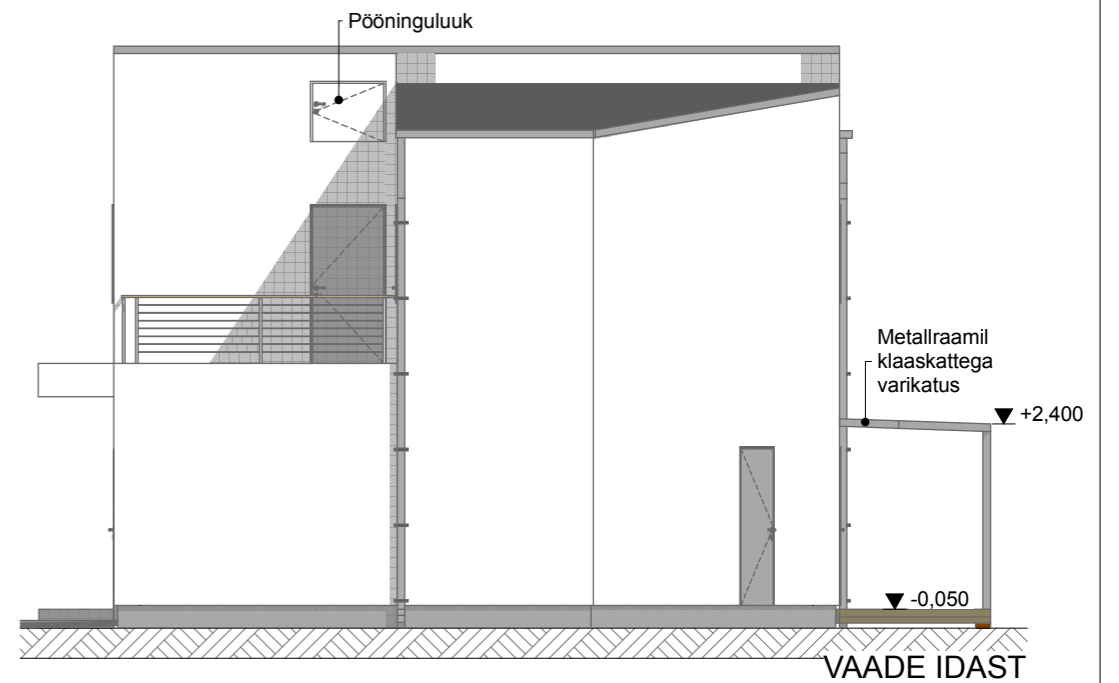 Pööninguluuk
Metallraamil
klaaskattega
varikatus
+2,400
-0,050
VAADE IDAST